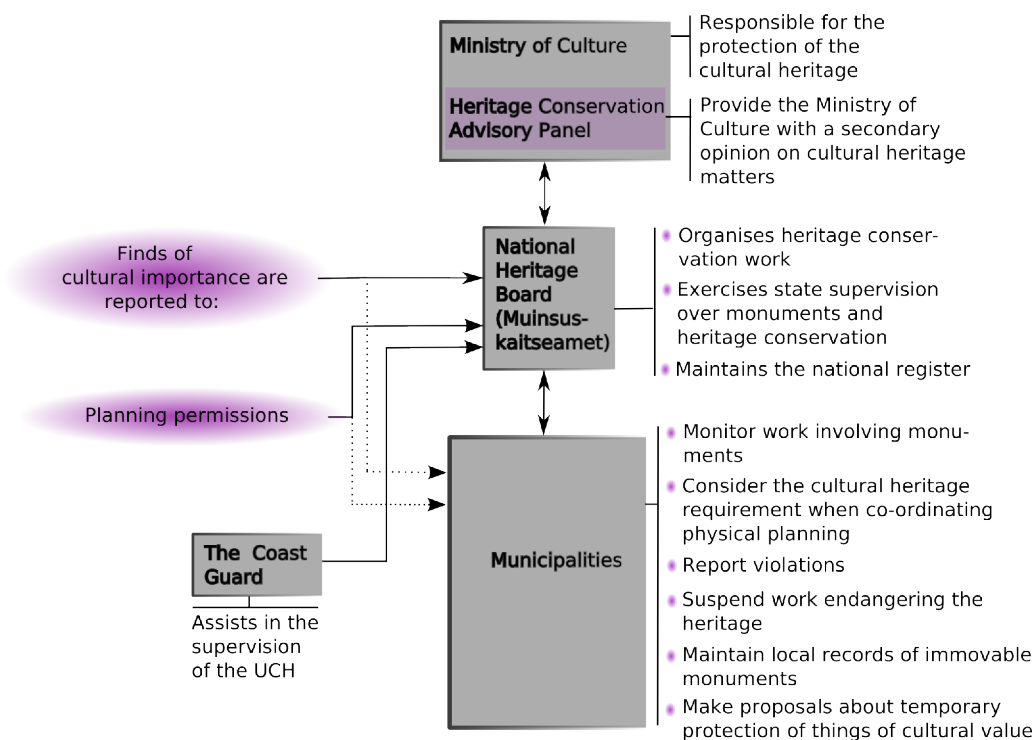 Ministry of Culture
Heritage Conservation
Advisory Panel
Responsible for the
protection of the
cultural heritage
Provide the Ministry of
Culture with a secondary
opinion on cultural heritage
matters
Finds of
cultural importance are
reported to:
National
Heritage
Board
(Muinsus-
kaitseamet)
Organises heritage conser-
vation work
Exercises state supervision
over monuments and
heritage conservation
Maintains the national register
Planning permissions
Municipalities
Monitor work involving monu-
ments
Consider the cultural heritage
requirement when co-ordinating
physical planning
Report violations
Suspend work endangering the
heritage
Maintain local records of immovable
monuments
Make proposals about temporary
protection of things of cultural value
The Coast
Guard
Assists in the
supervision
of the UCH